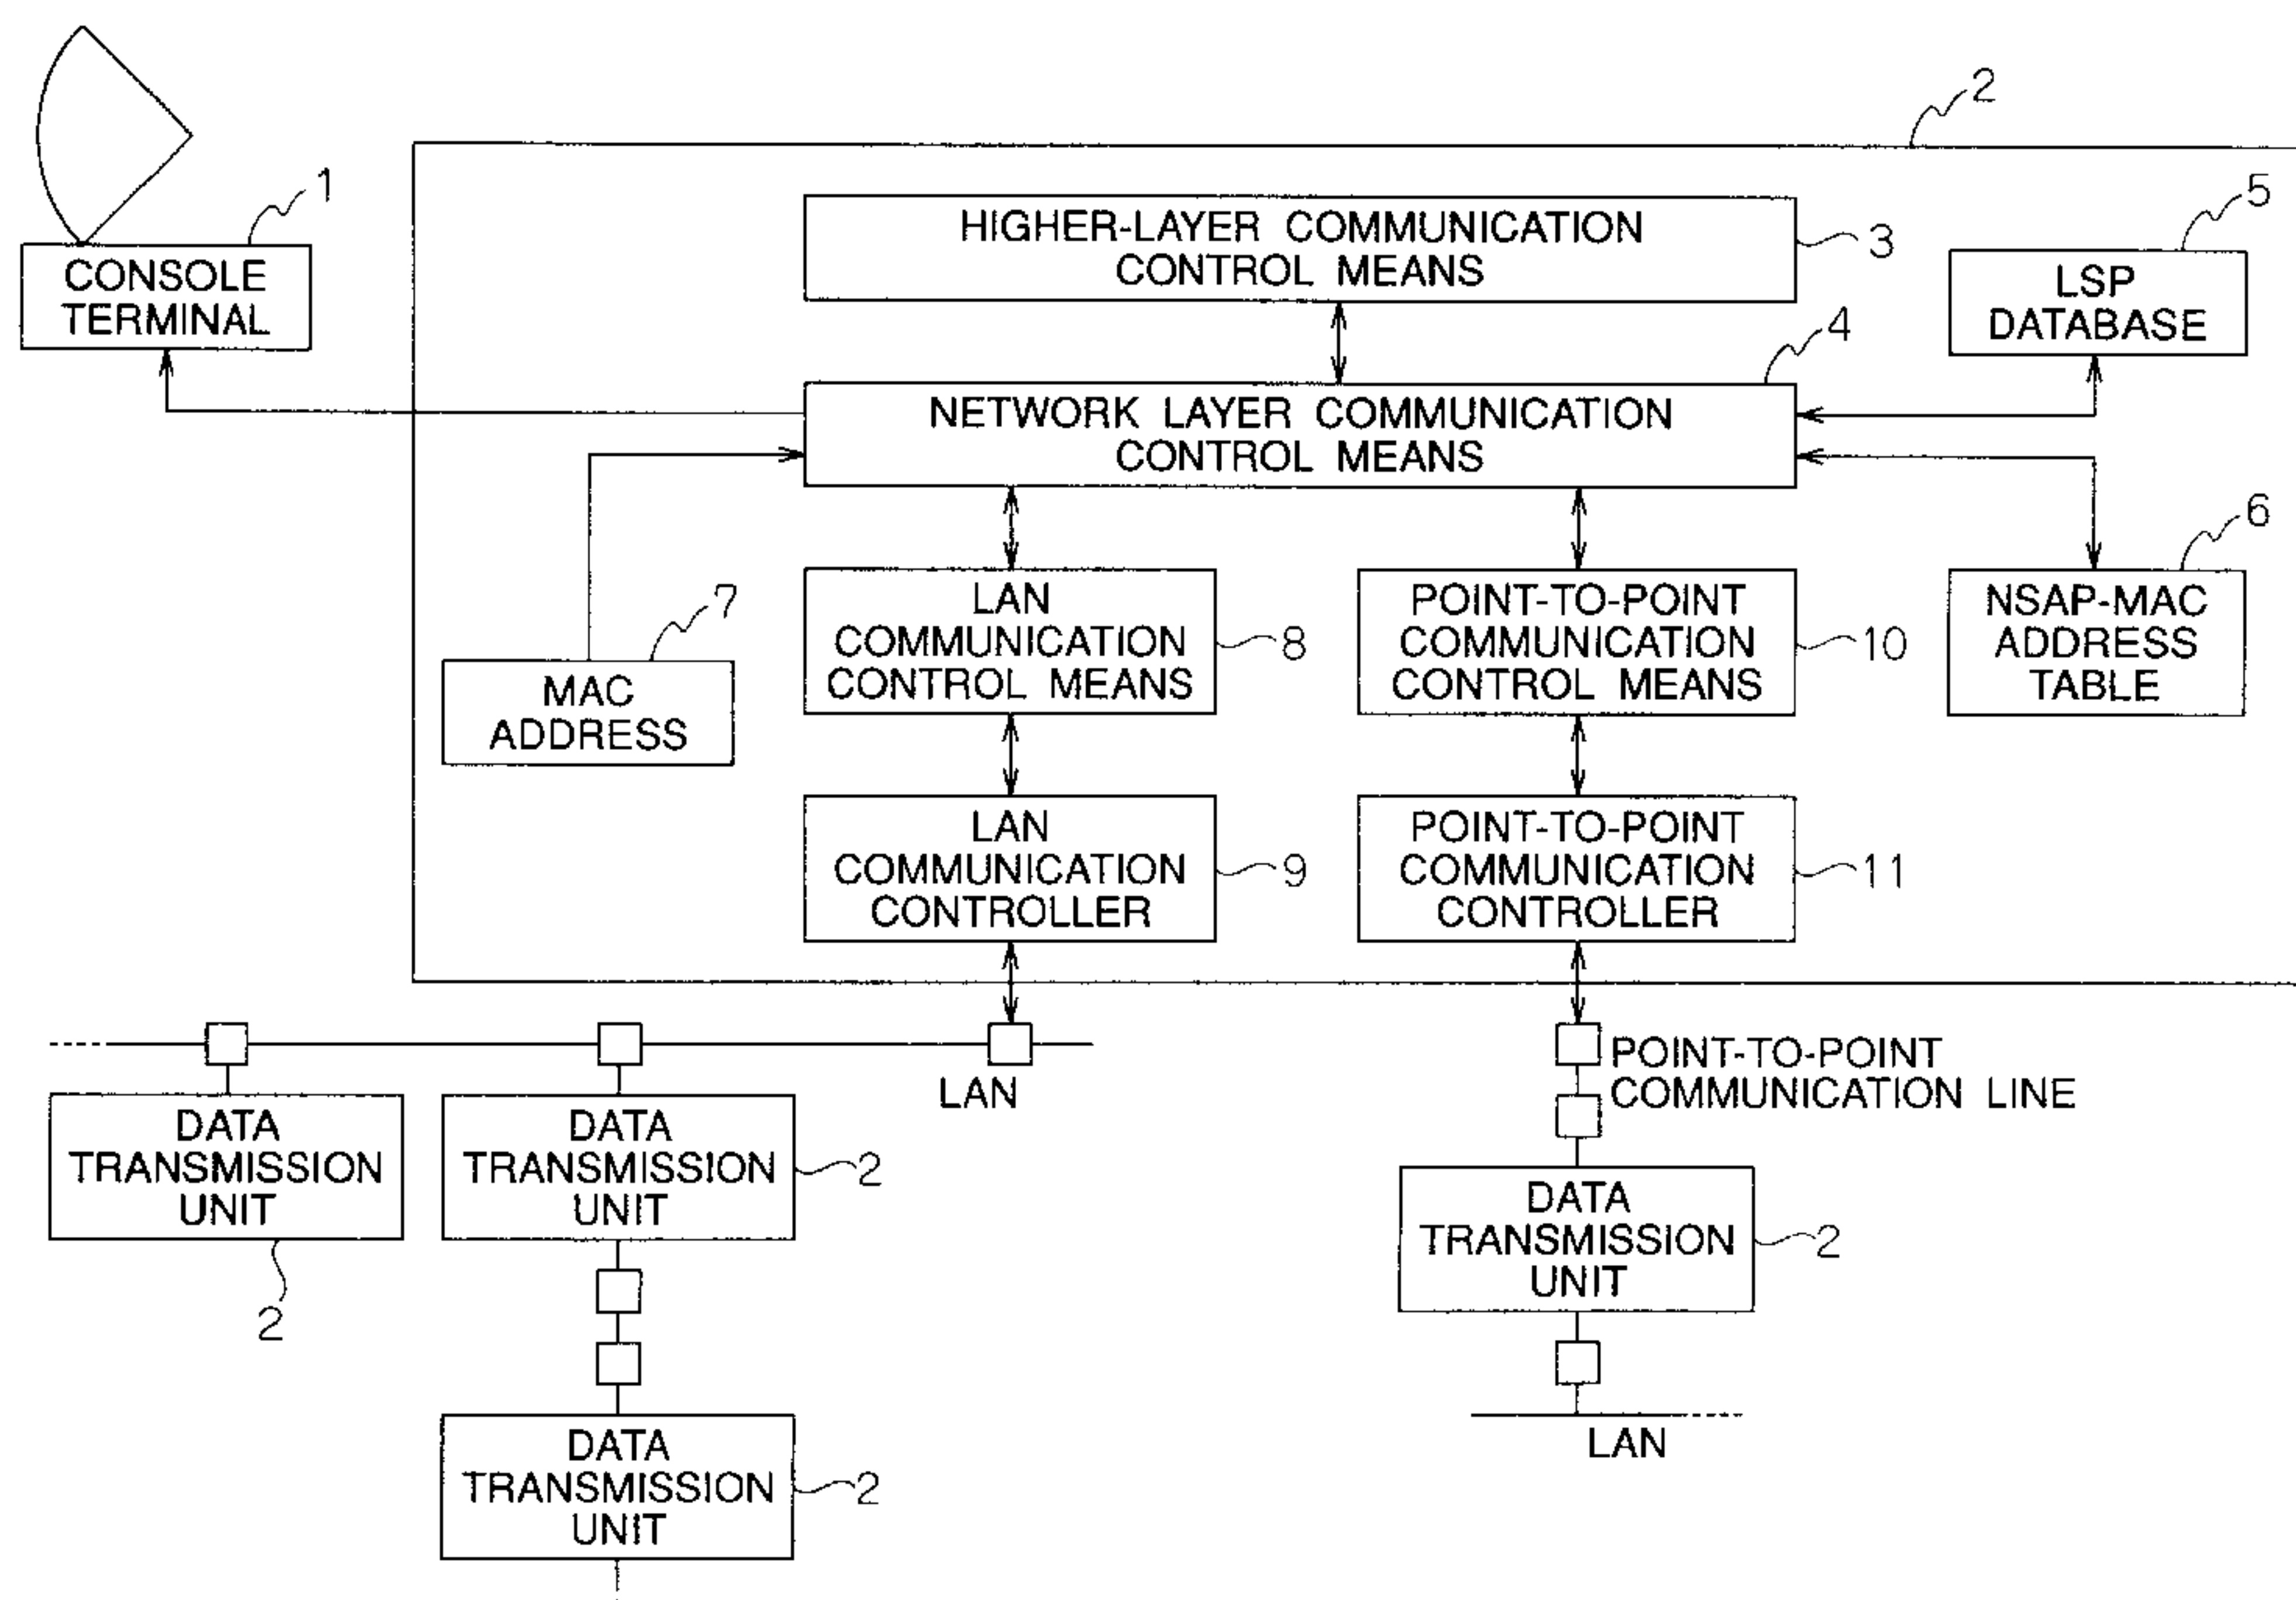 2
1
CONSOLE
TERMINAL
HIGHER-LAYER COMMUNICATION
CONTROL MEANS
3
5
LSP
DATABASE
4
NETWORK LAYER COMMUNICATION
CONTROL MEANS
6
NSAP-MAC
ADDRESS
TABLE
7
MAC
ADDRESS
LAN
COMMUNICATION
CONTROL MEANS
8
POINT-TO-POINT
COMMUNICATION
CONTROL MEANS
10
LAN
COMMUNICATION
CONTROLLER
9
POINT-TO-POINT
COMMUNICATION
CONTROLLER
11
LAN
POINT-TO-POINT
COMMUNICATION LINE
DATA
TRANSMISSION
UNIT
2
DATA
TRANSMISSION
UNIT
2
DATA
TRANSMISSION
UNIT
2
LAN
DATA
TRANSMISSION
UNIT
2